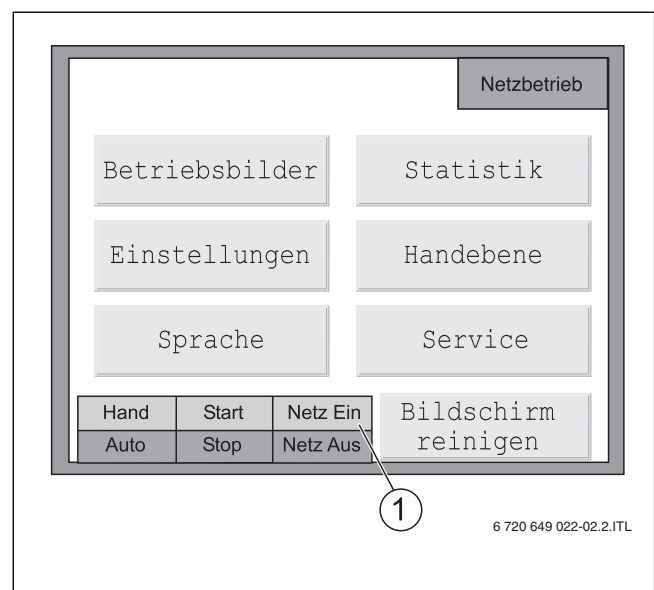 Netzbetrieb
Betriebsbilder Statistik
Einstellungen Handebene
Sprache Service
Hand Start Netz Ein
Auto Stop Netz Aus
Bildschirm
reinigen
1
6 720 649 022-02.2.ITL